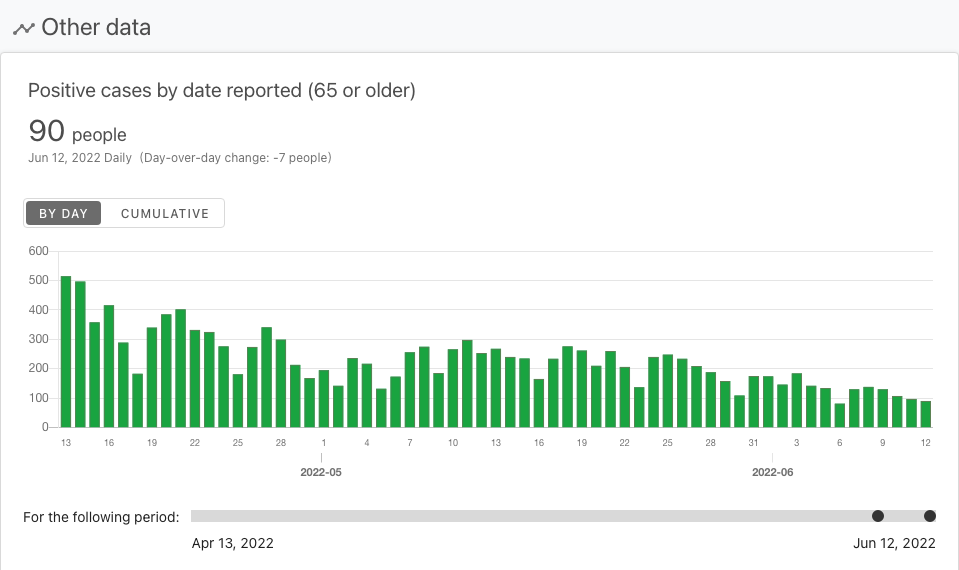 Other data
Positive cases by date reported (65 or older)
90 people
Jun 12, 2022 Daily (Day-over-day change: -7 people)
BY DAY CUMULATIVE
600
500
400
300
200
100
0
13 16 19 22 25 28 1 4 7 10 13 16 19 22 25 28 31 3 6 9 12
2022-05 2022-06
For the following period:
Apr 13, 2022 Jun 12, 2022